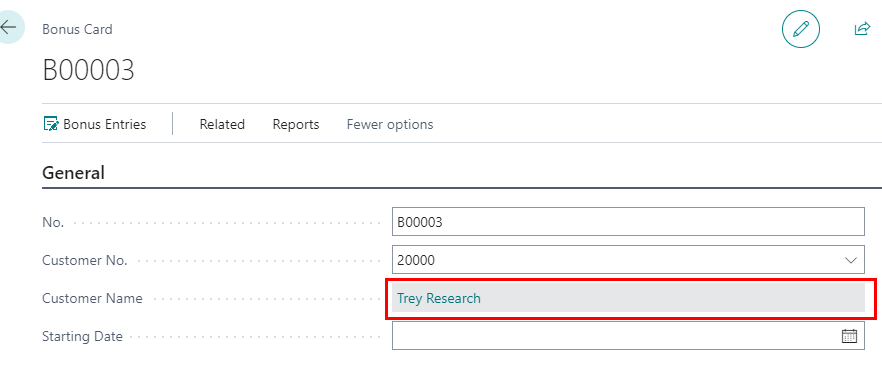 Bonus Card
B00003
Bonus Entries Related Reports Fewer options
General
No. B00003
Customer No. 20000
Customer Name Trey Research
Starting Date